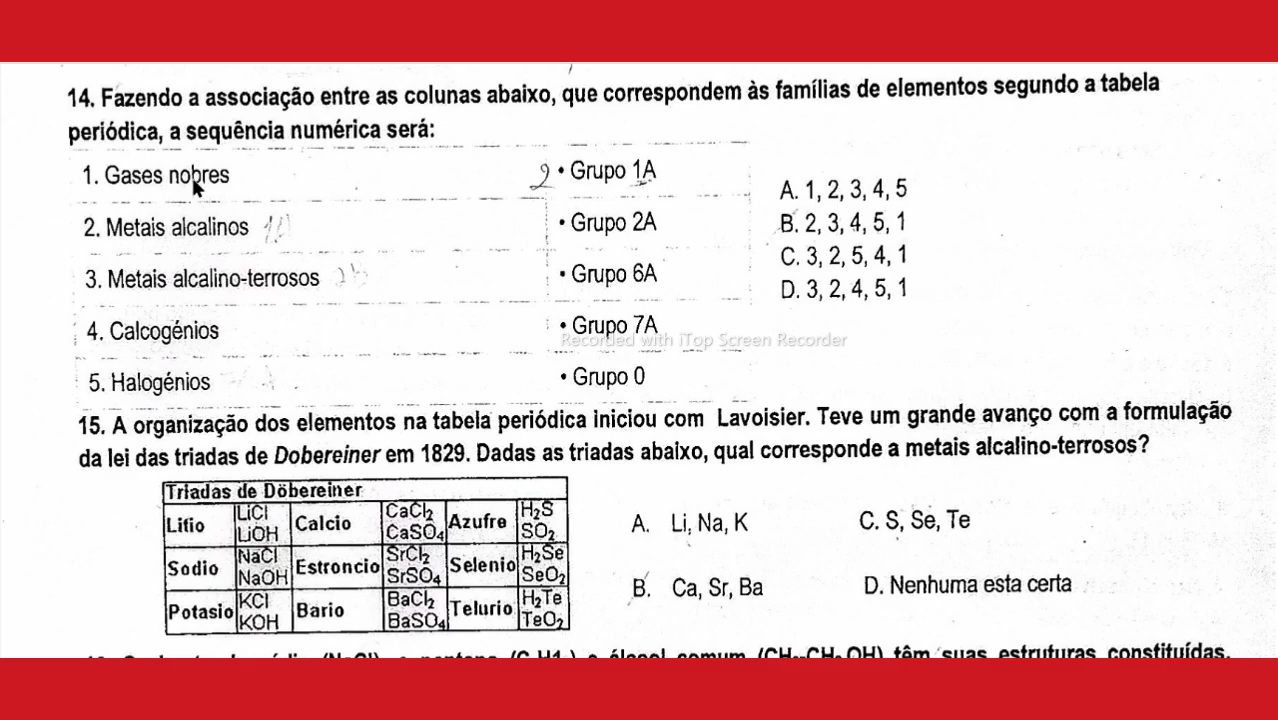 14. Fazendo a associação entre as colunas abaixo, que correspondem às famílias de elementos segundo a tabela
periódica, a sequência numérica será:
1. Gases nobres
2 • Grupo 1A
2. Metais alcalinos
• Grupo 2A
3. Metais alcalino-terrosos
• Grupo 6A
4. Calcogénios
• Grupo 7A
5. Halogénios
• Grupo 0
A. 1, 2, 3, 4, 5
B. 2, 3, 4, 5, 1
C. 3, 2, 5, 4, 1
D. 3, 2, 4, 5, 1
Recorded with iTop Screen Recorder
15. A organização dos elementos na tabela periódica iniciou com Lavoisier. Teve um grande avanço com a formulação
da lei das triadas de Dobereiner em 1829. Dadas as triadas abaixo, qual corresponde a metais alcalino-terrosos?
Triadas de Döbereiner
Litio LiCl LiOH Calcio CaCl2 CaSO4 Azufre H2S SO2
Sodio NaCl NaOH Estroncio SrCl2 SrSO4 Selenio H2Se SeO2
Potasio KCl KOH Bario BaCl2 BaSO4 Telurio H2Te TeO2
A. Li, Na, K
C. S, Se, Te
B. Ca, Sr, Ba
D. Nenhuma esta certa
têm suas estruturas constituídas.